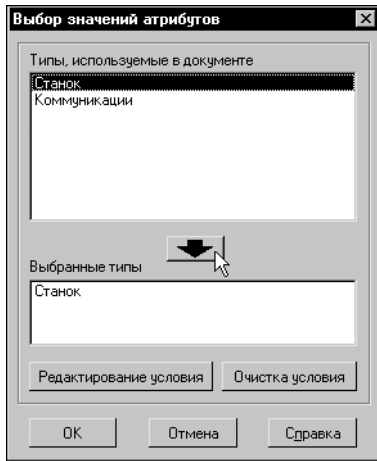 Выбор значений атрибутов
Типы, используемые в документе
Станок
Коммуникации
Выбранные типы
Станок
Редактирование условия
Очистка условия
OK
Отмена
Справка